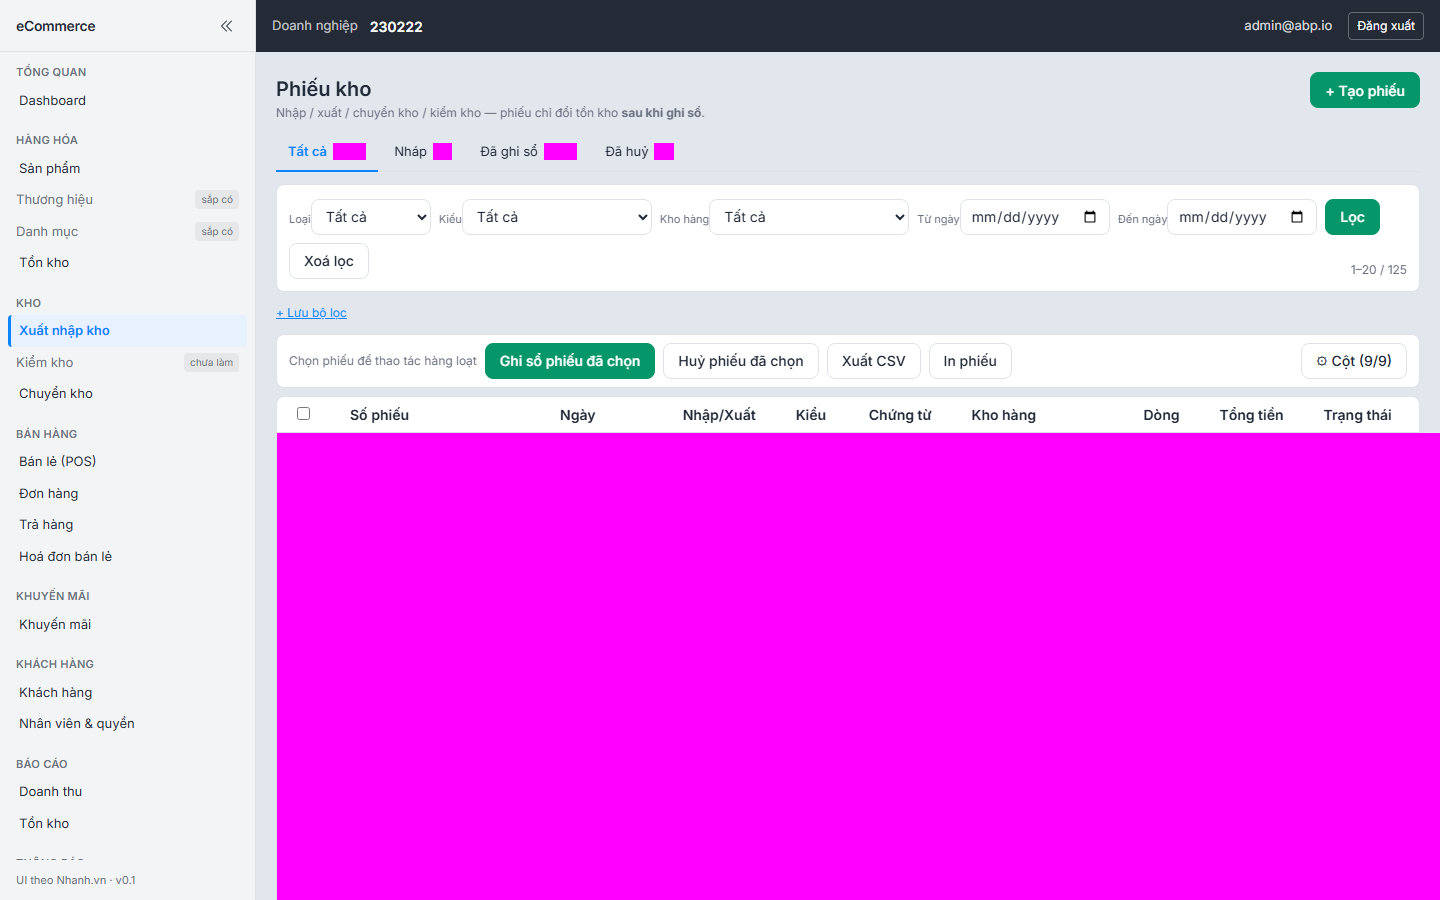 eCommerce
Doanh nghiệp 230222
admin@abp.io
Đăng xuất
TỔNG QUAN
Dashboard
HÀNG HÓA
Sản phẩm
Thương hiệu sắp có
Danh mục sắp có
Tồn kho
KHO
Xuất nhập kho
Kiểm kho chưa làm
Chuyển kho
BÁN HÀNG
Bán lẻ (POS)
Đơn hàng
Trả hàng
Hoá đơn bán lẻ
KHUYẾN MÃI
Khuyến mãi
KHÁCH HÀNG
Khách hàng
Nhân viên & quyền
BÁO CÁO
Doanh thu
Tồn kho
UI theo Nhanh.vn · v0.1
Phiếu kho
+ Tạo phiếu
Nhập / xuất / chuyển kho / kiểm kho — phiếu chỉ đổi tồn kho sau khi ghi sổ.
Tất cả Nháp Đã ghi sổ Đã huỷ
Loại Tất cả Kiểu Tất cả Kho hàng Tất cả Từ ngày mm/dd/yyyy Đến ngày mm/dd/yyyy Lọc
Xoá lọc 1–20 / 125
+ Lưu bộ lọc
Chọn phiếu để thao tác hàng loạt Ghi sổ phiếu đã chọn Huỷ phiếu đã chọn Xuất CSV In phiếu Cột (9/9)
Số phiếu Ngày Nhập/Xuất Kiểu Chứng từ Kho hàng Dòng Tổng tiền Trạng thái